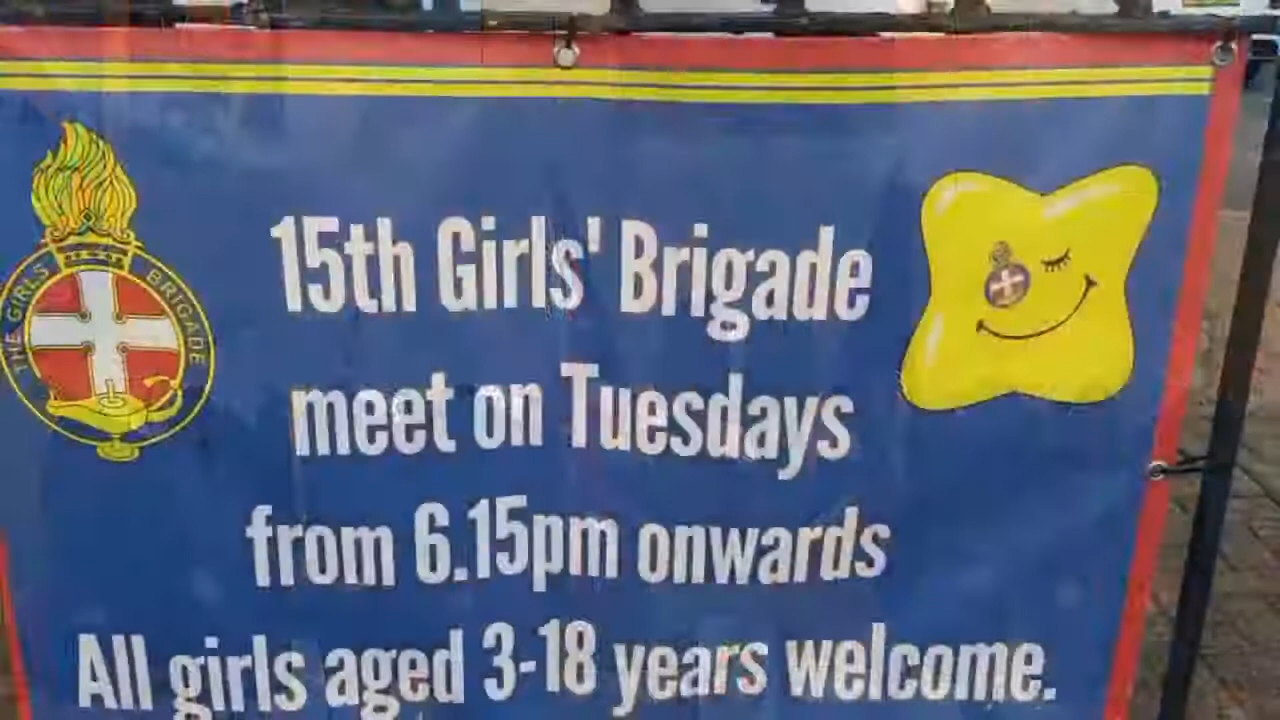 THE GIRLS' BRIGADE
15th Girls' Brigade
meet on Tuesdays
from 6.15pm onwards
All girls aged 3-18 years welcome.